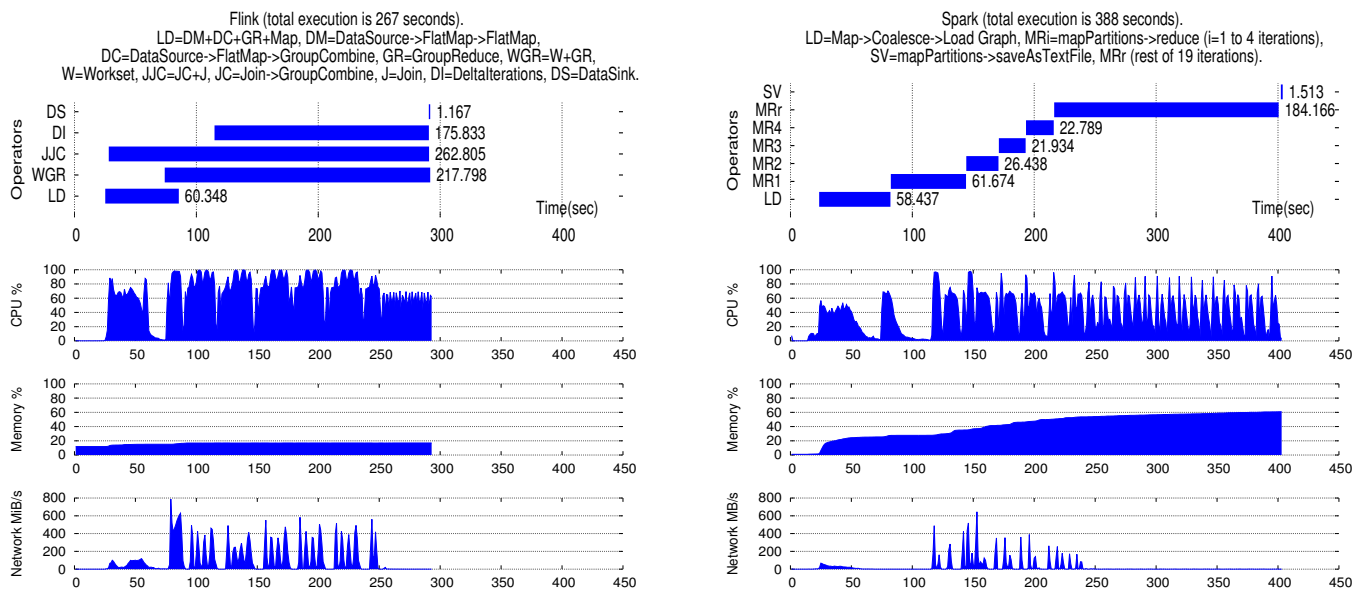 Flink (total execution is 267 seconds).
LD=DM+DC+GR+Map, DM=DataSource->FlatMap->FlatMap,
DC=DataSource->FlatMap->GroupCombine, GR=GroupReduce, WGR=W+GR,
W=Workset, JJC=JC+J, JC=Join->GroupCombine, J=Join, DI=DeltaIterations, DS=DataSink.
Operators
DS 1.167
DI 175.833
JJC 262.805
WGR 217.798
LD 60.348
Time(sec)
0 100 200 300 400
CPU %
100
80
60
40
20
0
0 50 100 150 200 250 300 350 400 450
Memory %
100
80
60
40
20
0
0 50 100 150 200 250 300 350 400 450
Network MiB/s
800
600
400
200
0
0 50 100 150 200 250 300 350 400 450
Spark (total execution is 388 seconds).
LD=Map->Coalesce->Load Graph, MRi=mapPartitions->reduce (i=1 to 4 iterations),
SV=mapPartitions->saveAsTextFile, MRr (rest of 19 iterations).
Operators
SV 1.513
MRr 184.166
MR4 22.789
MR3 21.934
MR2 26.438
MR1 61.674
LD 58.437
Time(sec)
0 100 200 300 400
CPU %
100
80
60
40
20
0
0 50 100 150 200 250 300 350 400 450
Memory %
100
80
60
40
20
0
0 50 100 150 200 250 300 350 400 450
Network MB/s
800
600
400
200
0
0 50 100 150 200 250 300 350 400 450